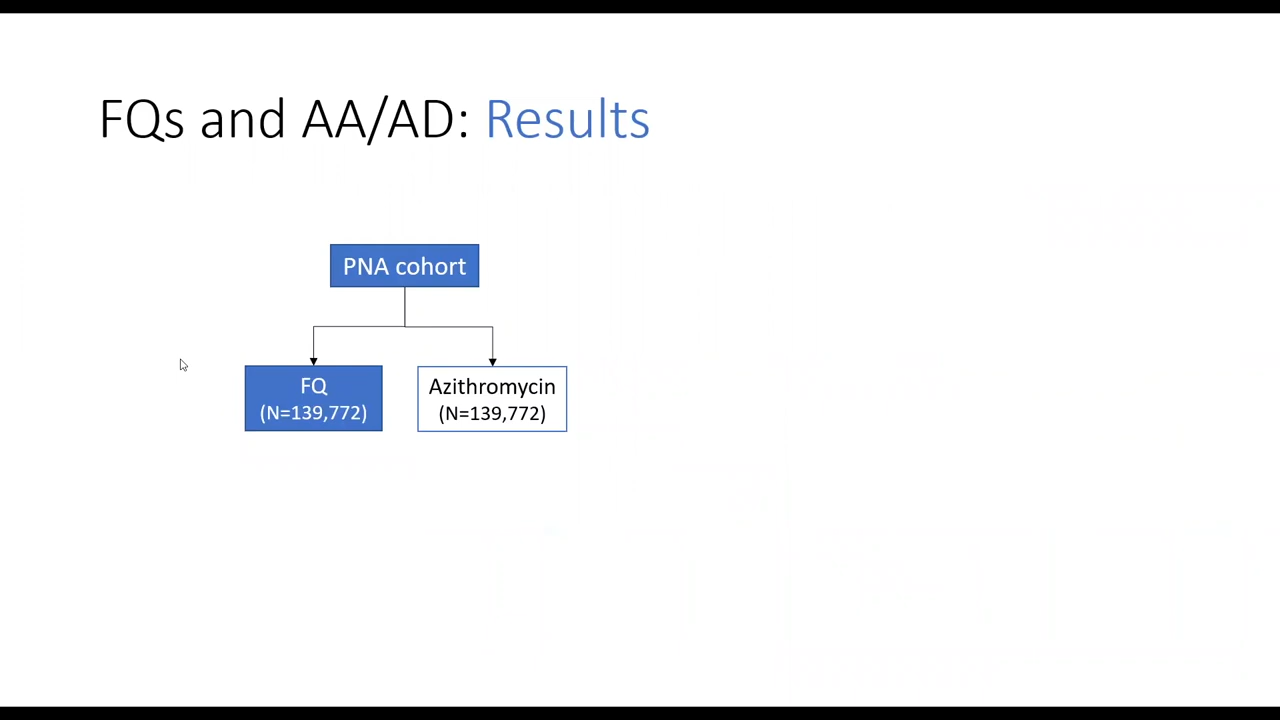 FQs and AA/AD: Results
PNA cohort
FQ
(N=139,772)
Azithromycin
(N=139,772)